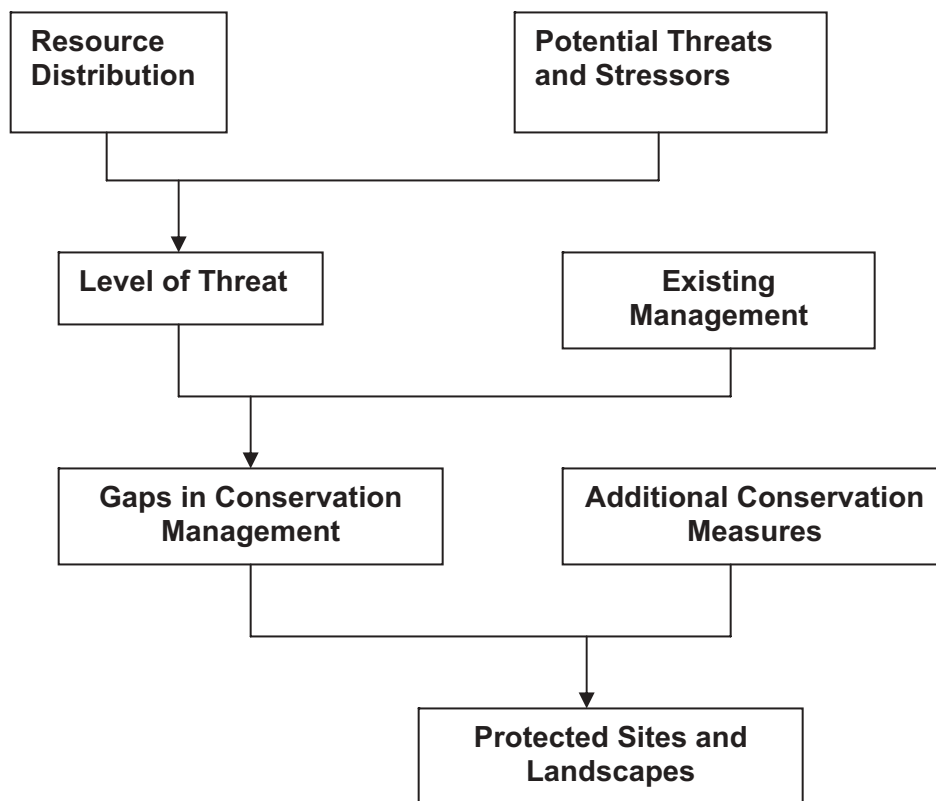 Resource
Distribution
Potential Threats
and Stressors
Level of Threat
Existing
Management
Gaps in Conservation
Management
Additional Conservation
Measures
Protected Sites and
Landscapes